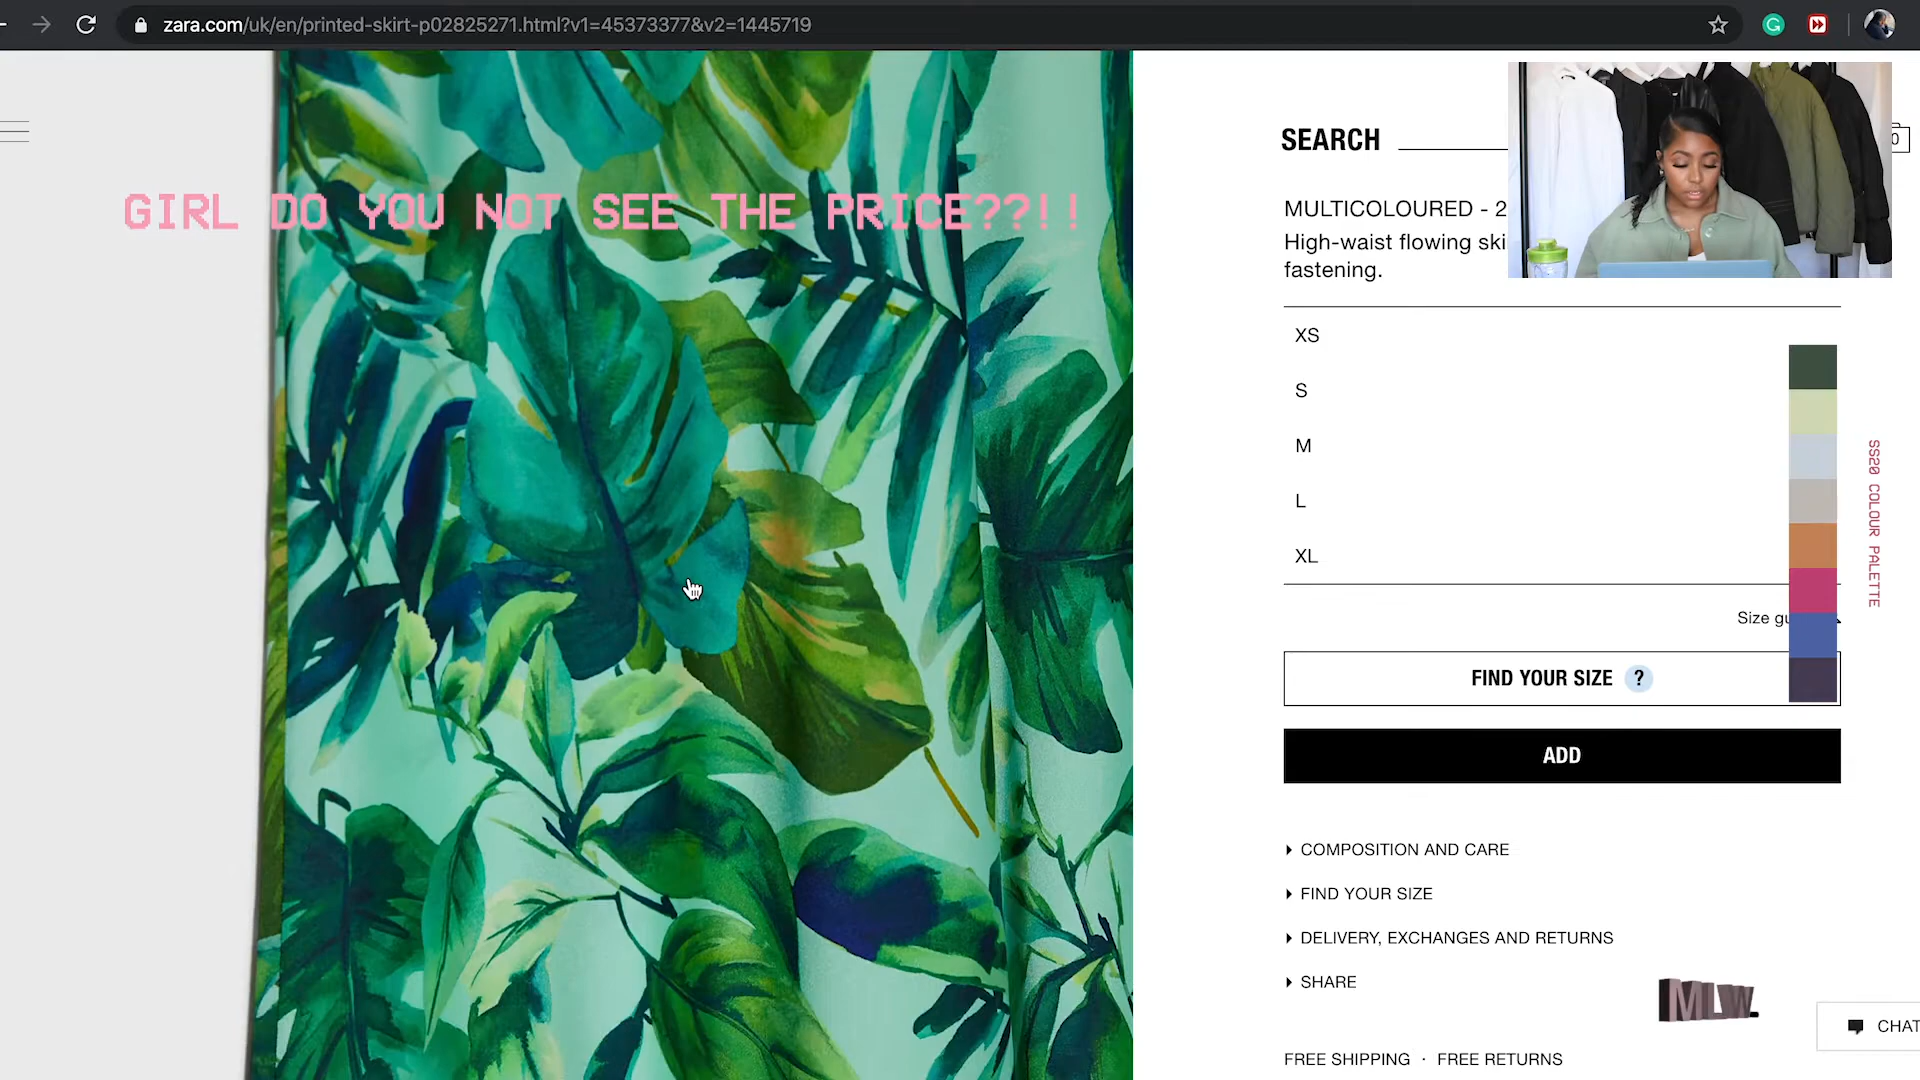 zara.com/uk/en/printed-skirt-p02825271.html?v1=45373377&v2=1445719
GIRL DO YOU NOT SEE THE PRICE??!!
SEARCH
0
MULTICOLOURED - 2
High-waist flowing ski
fastening.
XS
S
M
L
XL
SS20 COLOUR PALETTE
Size gu
FIND YOUR SIZE ?
ADD
COMPOSITION AND CARE
FIND YOUR SIZE
DELIVERY, EXCHANGES AND RETURNS
SHARE
MLW.
CHAT
FREE SHIPPING · FREE RETURNS